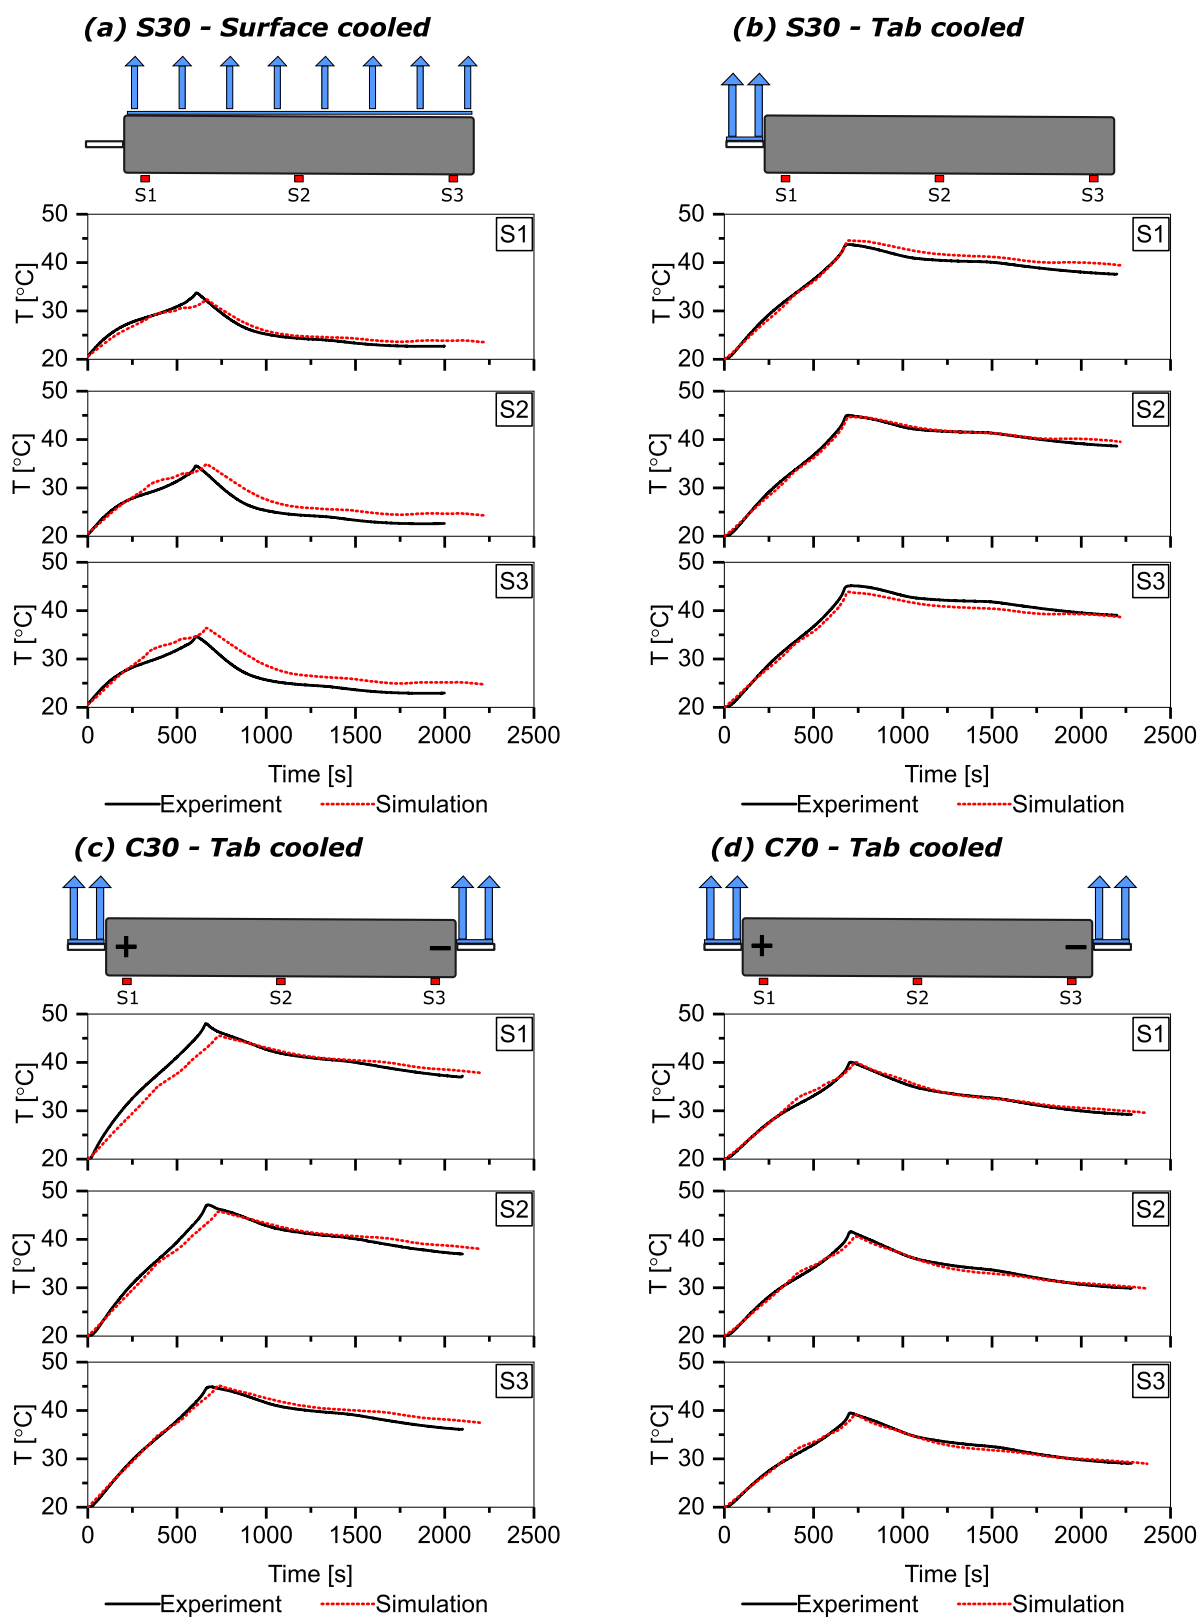 (a) S30 - Surface cooled
S1 S2 S3
50
40
30
20
T [°C]
S1
50
40
30
20
T [°C]
S2
50
40
30
20
T [°C]
S3
0 500 1000 1500 2000 2500
Time [s]
Experiment Simulation
(b) S30 - Tab cooled
S1 S2 S3
50
40
30
20
T [°C]
S1
50
40
30
20
T [°C]
S2
50
40
30
20
T [°C]
S3
0 500 1000 1500 2000 2500
Time [s]
Experiment Simulation
(c) C30 - Tab cooled
+ −
S1 S2 S3
50
40
30
20
T [°C]
S1
50
40
30
20
T [°C]
S2
50
40
30
20
T [°C]
S3
0 500 1000 1500 2000 2500
Time [s]
Experiment Simulation
(d) C70 - Tab cooled
+ −
S1 S2 S3
50
40
30
20
T [°C]
S1
50
40
30
20
T [°C]
S2
50
40
30
20
T [°C]
S3
0 500 1000 1500 2000 2500
Time [s]
Experiment Simulation